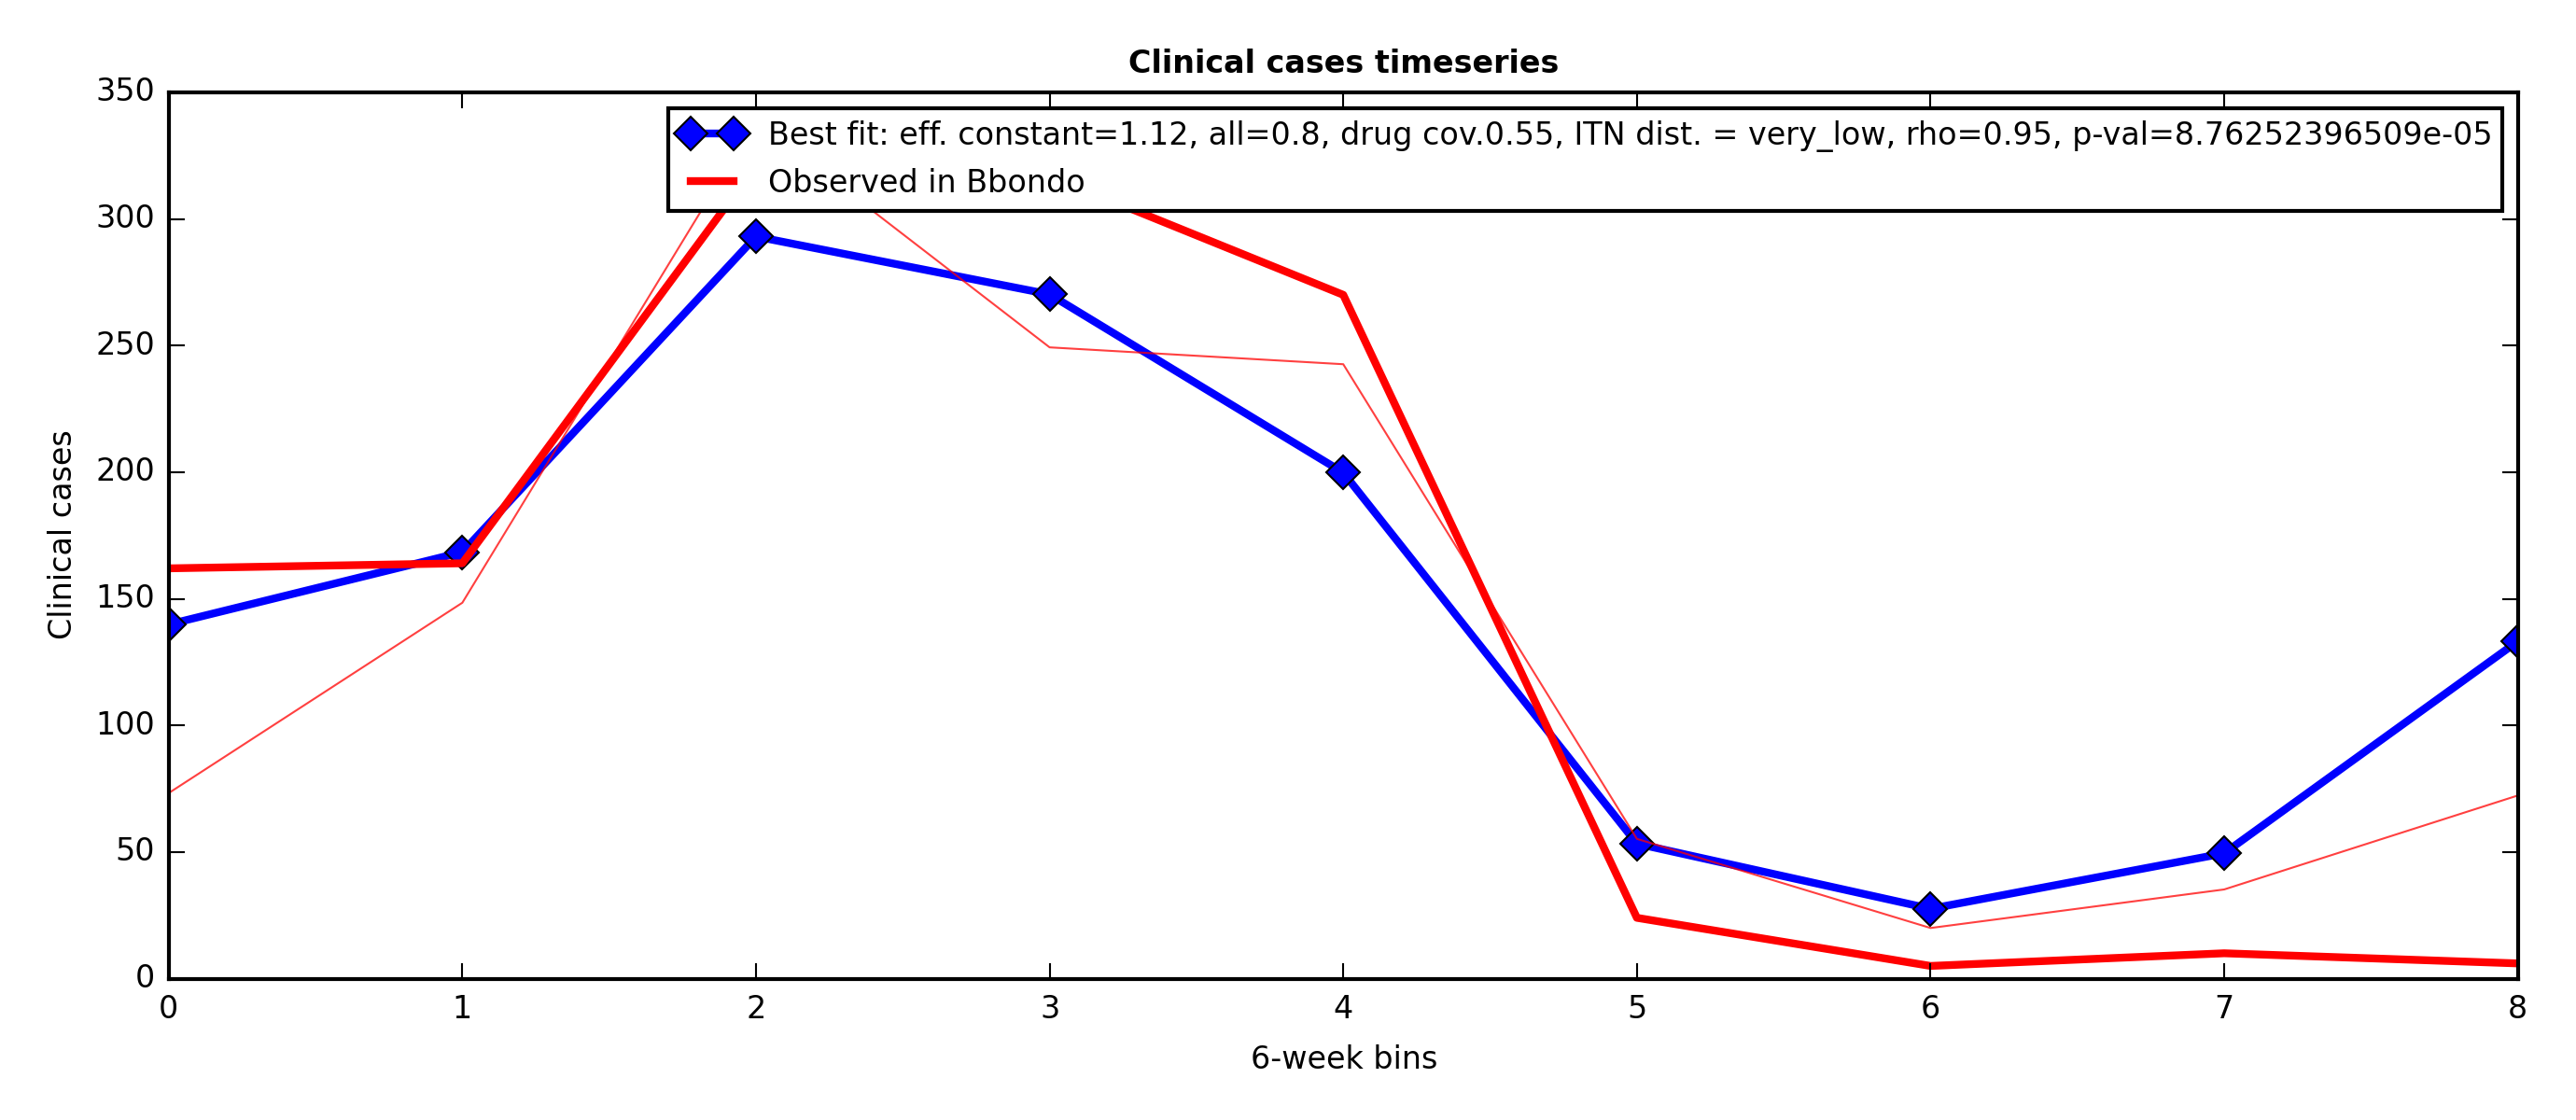 Clinical cases timeseries
350
300
250
200
150
100
50
0
Clinical cases
Best fit: eff. constant=1.12, all=0.8, drug cov.0.55, ITN dist. = very_low, rho=0.95, p-val=8.76252396509e-05
Observed in Bbondo
0 1 2 3 4 5 6 7 8
6-week bins